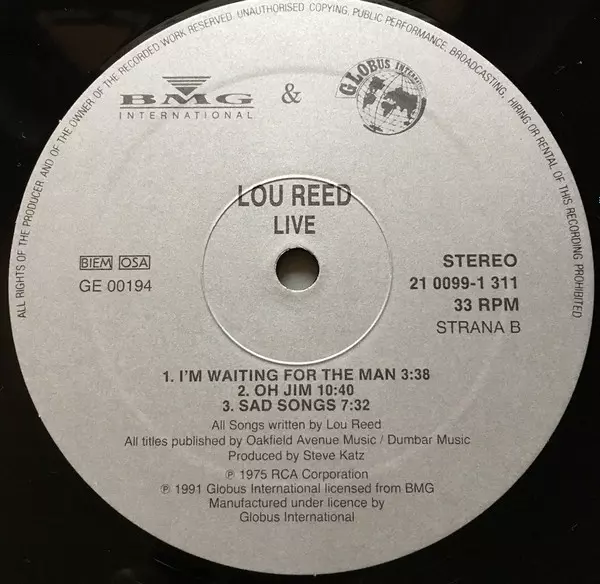 ALL RIGHTS OF THE PRODUCER AND OF THE OWNER OF THE RECORDED WORK RESERVED. UNAUTHORISED COPYING, PUBLIC PERFORMANCE, BROADCASTING, HIRING OR RENTAL OF THIS RECORDING PROHIBITED
BMG
INTERNATIONAL
&
GLOBUS
LOU REED
LIVE
BIEM OSA
GE 00194
STEREO
21 0099-1 311
33 RPM
STRANA B
1. I'M WAITING FOR THE MAN 3:38
2. OH JIM 10:40
3. SAD SONGS 7:32
All Songs written by Lou Reed
All titles published by Oakfield Avenue Music / Dumbar Music
Produced by Steve Katz
℗ 1975 RCA Corporation
℗ 1991 Globus International licensed from BMG
Manufactured under licence by
Globus International